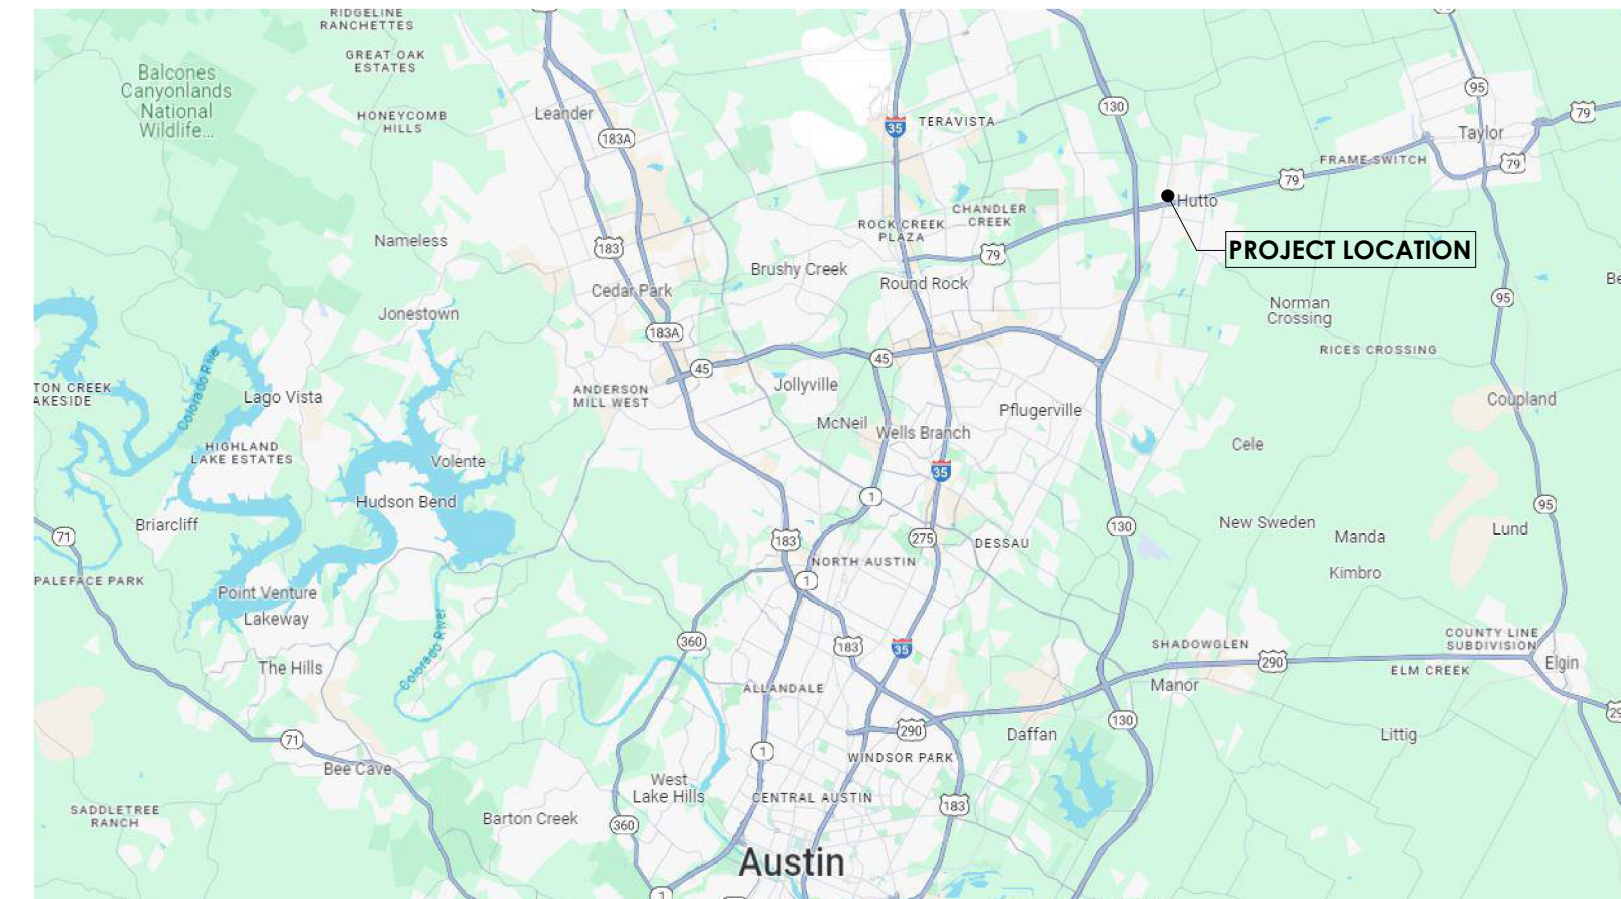 RIDGELINE
RANCHETTES
GREAT OAK
ESTATES
Balcones
Canyonlands
National
Wildlife...
HONEYCOMB
HILLS
Leander
183A
35
TERAVISTA
130
95
79
Taylor
FRAME SWITCH
79
79
Hutto
CHANDLER
CREEK
ROCK CREEK
PLAZA
Nameless
183
79
PROJECT LOCATION
Brushy Creek
Round Rock
Cedar Park
Norman
Crossing
95
Jonestown
183A
45
45
RICES CROSSING
Colorado River
TON CREEK
AKESIDE
Lago Vista
ANDERSON
MILL WEST
Jollyville
McNeil
Wells Branch
Pflugerville
Coupland
Cele
HIGHLAND
LAKE ESTATES
Volente
35
Hudson Bend
1
Briarcliff
71
183
275
DESSAU
130
New Sweden
Manda
Lund
95
PALEFACE PARK
NORTH AUSTIN
1
Kimbro
Point Venture
Lakeway
Colorado River
360
183
35
SHADOWGLEN
290
COUNTY LINE
SUBDIVISION
Elgin
ELM CREEK
The Hills
ALLANDALE
Manor
130
71
290
Daffan
Littig
29
Bee Cave
1
WINDSOR PARK
West
Lake Hills
CENTRAL AUSTIN
183
SADDLETREE
RANCH
Barton Creek
360
Austin
1